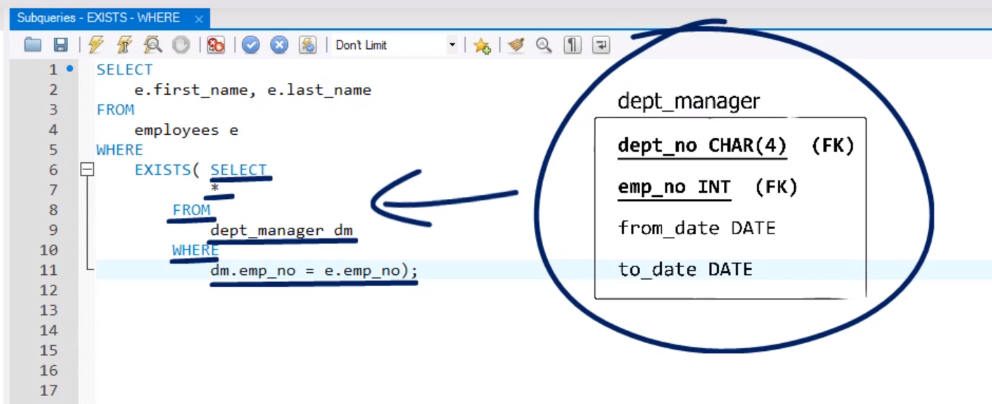 Subqueries - EXISTS - WHERE ×
Don't Limit
1 SELECT
2 e.first_name, e.last_name
3 FROM
4 employees e
5 WHERE
6 EXISTS( SELECT
7 *
8 FROM
9 dept_manager dm
10 WHERE
11 dm.emp_no = e.emp_no);
12
13
14
15
16
17
dept_manager
dept_no CHAR(4) (FK)
emp_no INT (FK)
from_date DATE
to_date DATE